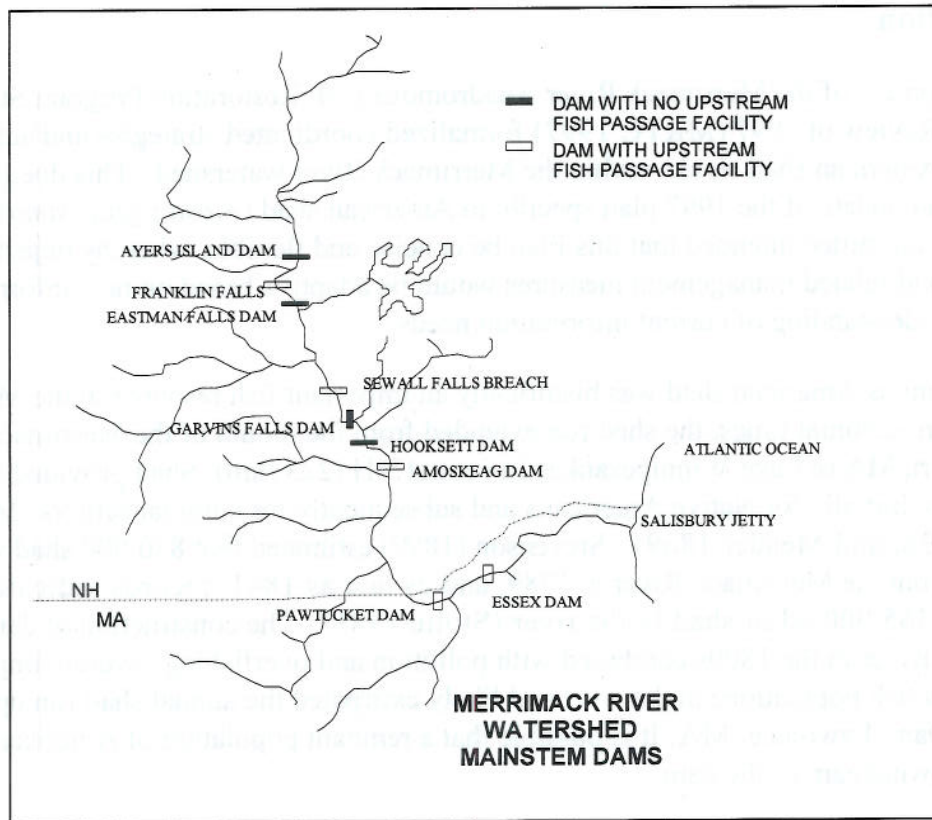 DAM WITH NO UPSTREAM
FISH PASSAGE FACILITY
DAM WITH UPSTREAM
FISH PASSAGE FACILITY
AYERS ISLAND DAM
FRANKLIN FALLS
EASTMAN FALLS DAM
SEWALL FALLS BREACH
GARVINS FALLS DAM
HOOKSETT DAM
AMOSKEAG DAM
ATLANTIC OCEAN
SALISBURY JETTY
NH
MA
PAWTUCKET DAM
ESSEX DAM
MERRIMACK RIVER
WATERSHED
MAINSTEM DAMS